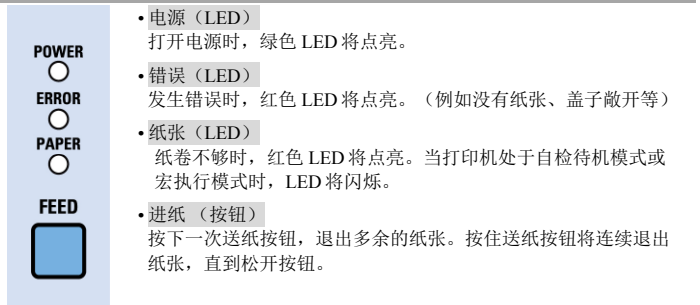 POWER
ERROR
PAPER
FEED
•电源（LED）
打开电源时，绿色 LED 将点亮。
•错误（LED）
发生错误时，红色 LED 将点亮。（例如没有纸张、盖子敞开等）
•纸张（LED）
纸卷不够时，红色 LED 将点亮。当打印机处于自检待机模式或
宏执行模式时，LED 将闪烁。
•进纸 （按钮）
按下一次送纸按钮，退出多余的纸张。按住送纸按钮将连续退出
纸张，直到松开按钮。